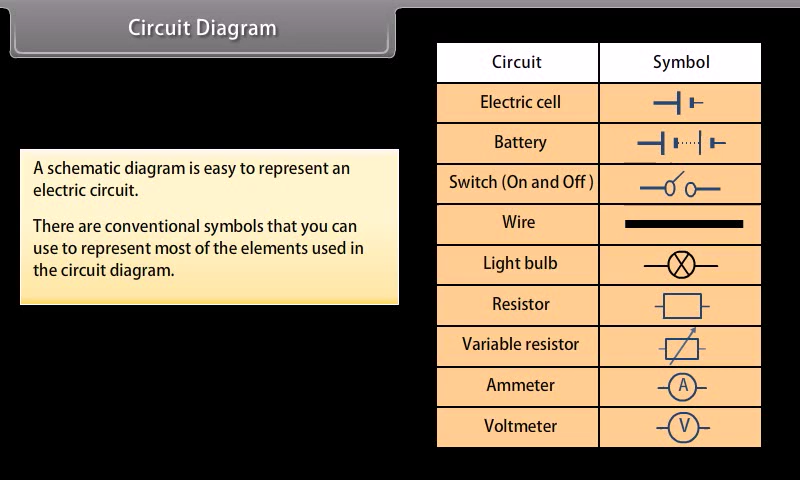 Circuit Diagram
A schematic diagram is easy to represent an
electric circuit.
There are conventional symbols that you can
use to represent most of the elements used in
the circuit diagram.
Circuit Symbol
Electric cell
Battery
Switch (On and Off)
Wire
Light bulb
Resistor
Variable resistor
Ammeter A
Voltmeter V